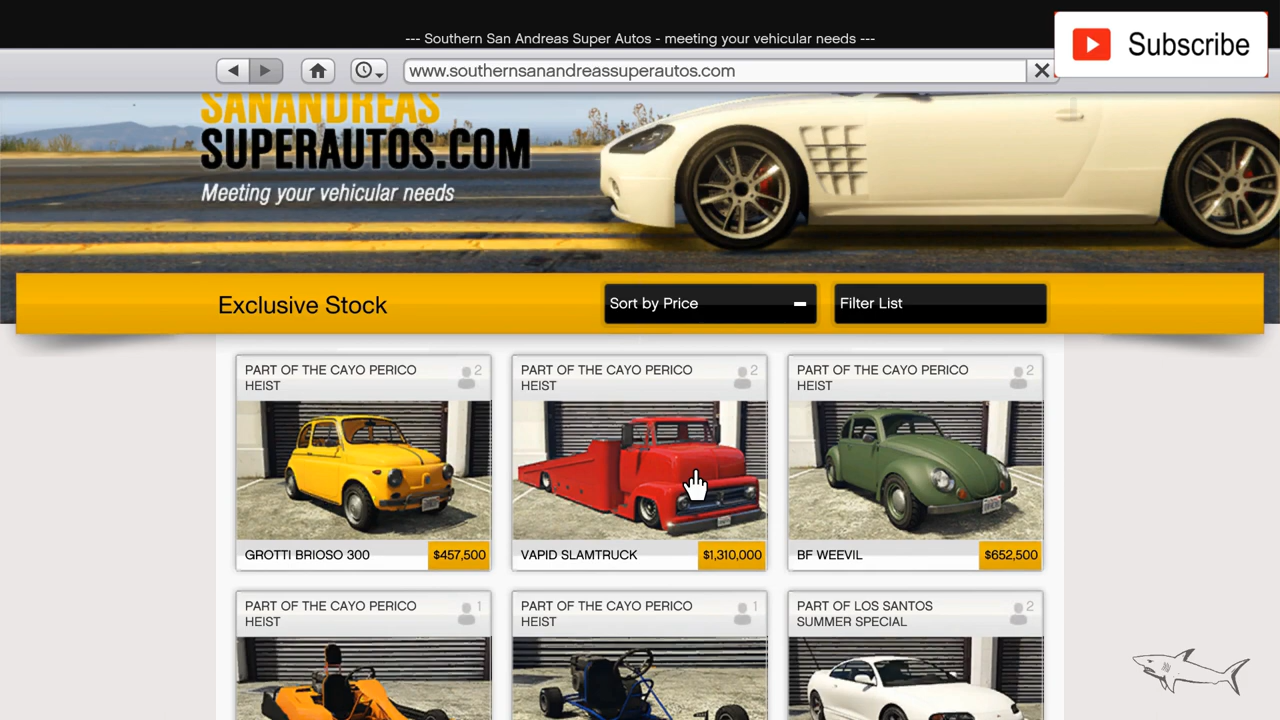 --- Southern San Andreas Super Autos - meeting your vehicular needs ---
Subscribe
www.southernsanandreassuperautos.com
SANANDREAS
SUPERAUTOS.COM
Meeting your vehicular needs
Exclusive Stock
Sort by Price
Filter List
PART OF THE CAYO PERICO
HEIST
2
PART OF THE CAYO PERICO
HEIST
2
PART OF THE CAYO PERICO
HEIST
2
GROTTI BRIOSO 300
$457,500
VAPID SLAMTRUCK
$1,310,000
BF WEEVIL
$652,500
PART OF THE CAYO PERICO
HEIST
1
PART OF THE CAYO PERICO
HEIST
1
PART OF LOS SANTOS
SUMMER SPECIAL
2